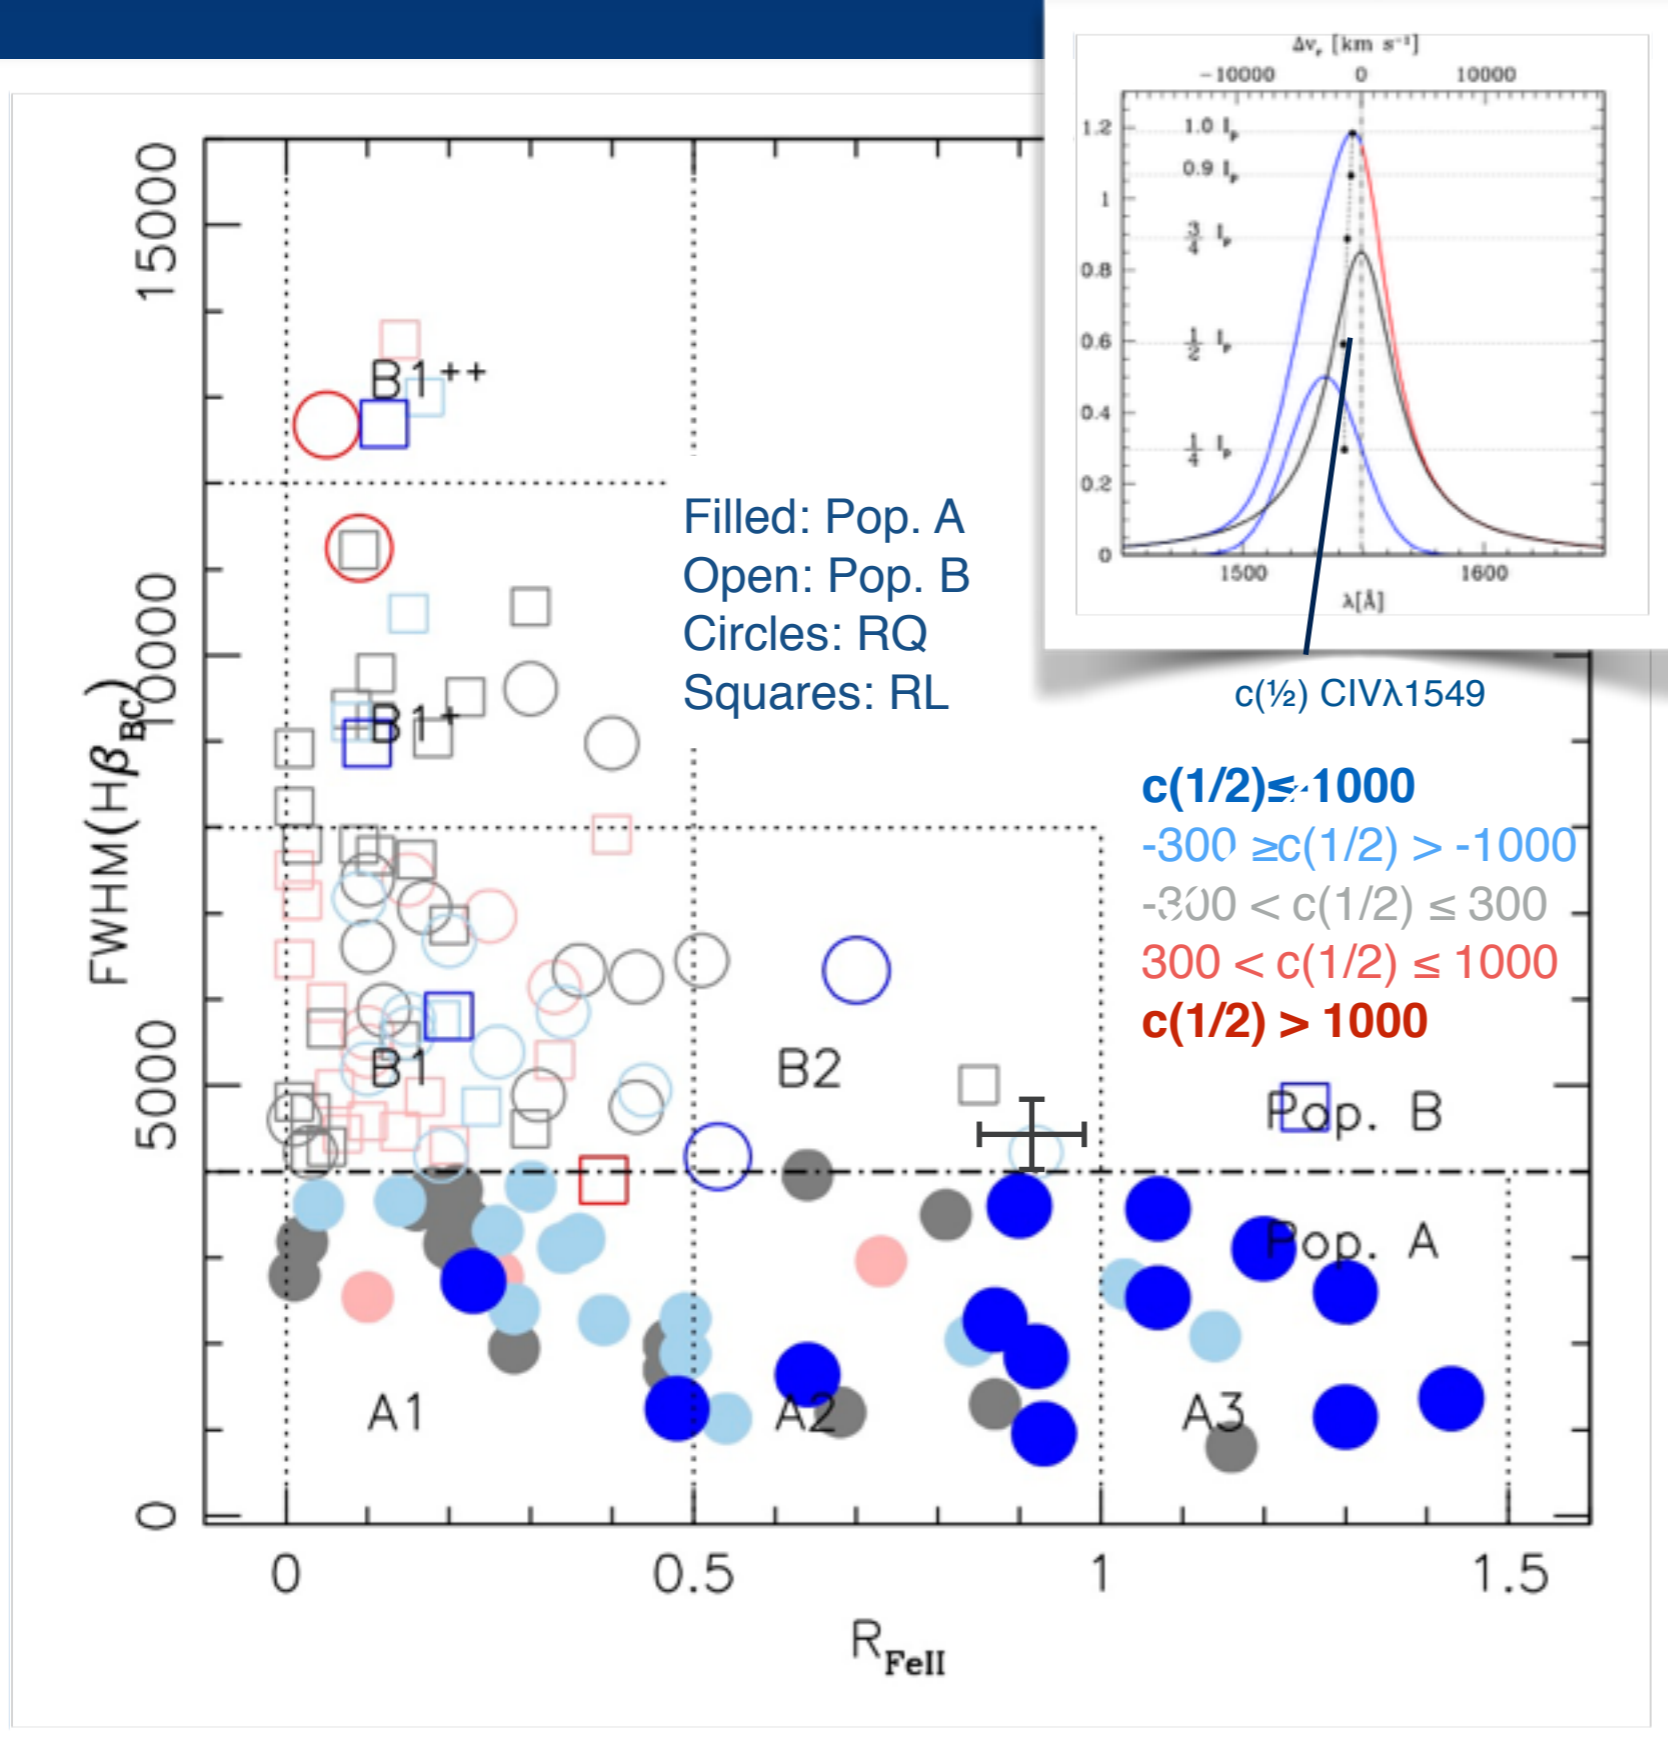 Δv_r [km s⁻¹]
−10000 0 10000
1.2
1
0.8
0.6
0.4
0.2
0
1.0 I_p
0.9 I_p
3/4 I_p
1/2 I_p
1/4 I_p
1500 1600
λ[Å]
c(½) CIVλ1549
15000
10000
5000
0
FWHM(Hβ_BC)
B1++
B1+
B1
B2
A1
A2
A3
Filled: Pop. A
Open: Pop. B
Circles: RQ
Squares: RL
c(1/2)≤-1000
-300 ≥c(1/2) > -1000
-300 < c(1/2) ≤ 300
300 < c(1/2) ≤ 1000
c(1/2) > 1000
Pop. B
Pop. A
0 0.5 1 1.5
R_FeII